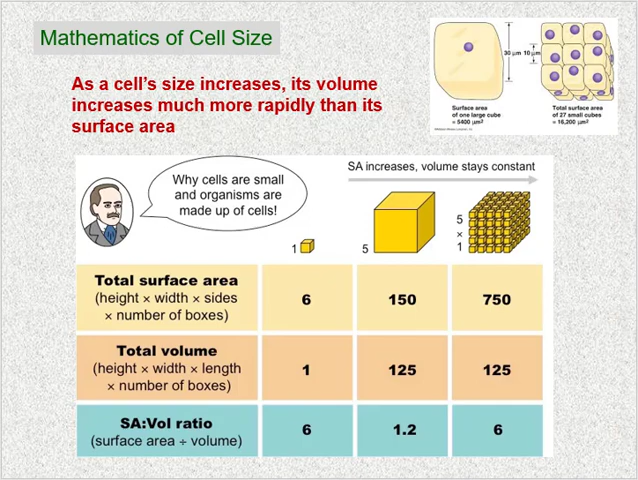 Mathematics of Cell Size
As a cell's size increases, its volume
increases much more rapidly than its
surface area
30 μm 10 μm
Surface area
of one large cube
= 5400 μm²
Total surface area
of 27 small cubes
= 16,200 μm²
Why cells are small
and organisms are
made up of cells!
SA increases, volume stays constant
1
5
5
×
1
Total surface area
(height × width × sides
× number of boxes)
6 150 750
Total volume
(height × width × length
× number of boxes)
1 125 125
SA:Vol ratio
(surface area ÷ volume)
6 1.2 6